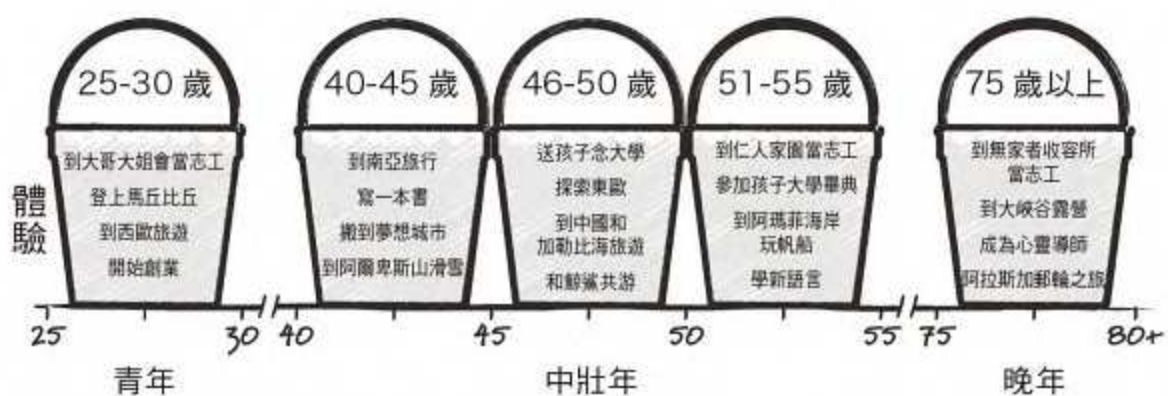 25-30 歲
到大哥大姐會當志工
登上馬丘比丘
到西歐旅遊
開始創業
40-45 歲
到南亞旅行
寫一本書
搬到夢想城市
到阿爾卑斯山滑雪
46-50 歲
送孩子念大學
探索東歐
到中國和
加勒比海旅遊
和鯨鯊共游
51-55 歲
到仁人家園當志工
參加孩子大學畢典
到阿瑪菲海岸
玩帆船
學新語言
75 歲以上
到無家者收容所
當志工
到大峽谷露營
成為心靈導師
阿拉斯加郵輪之旅
體驗
25
30
40
45
50
55
75
80+
青年
中壯年
晚年